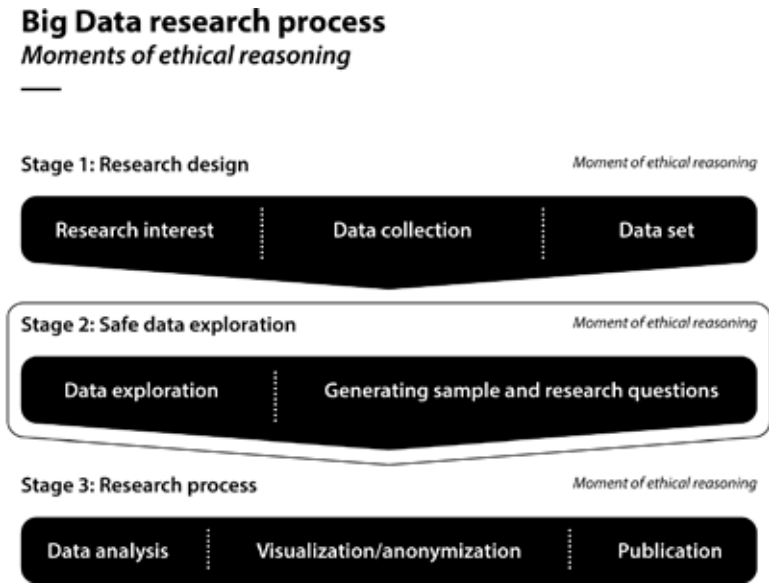 Big Data research process
Moments of ethical reasoning
Stage 1: Research design
Moment of ethical reasoning
Research interest
Data collection
Data set
Stage 2: Safe data exploration
Moment of ethical reasoning
Data exploration
Generating sample and research questions
Stage 3: Research process
Moment of ethical reasoning
Data analysis
Visualization/anonymization
Publication